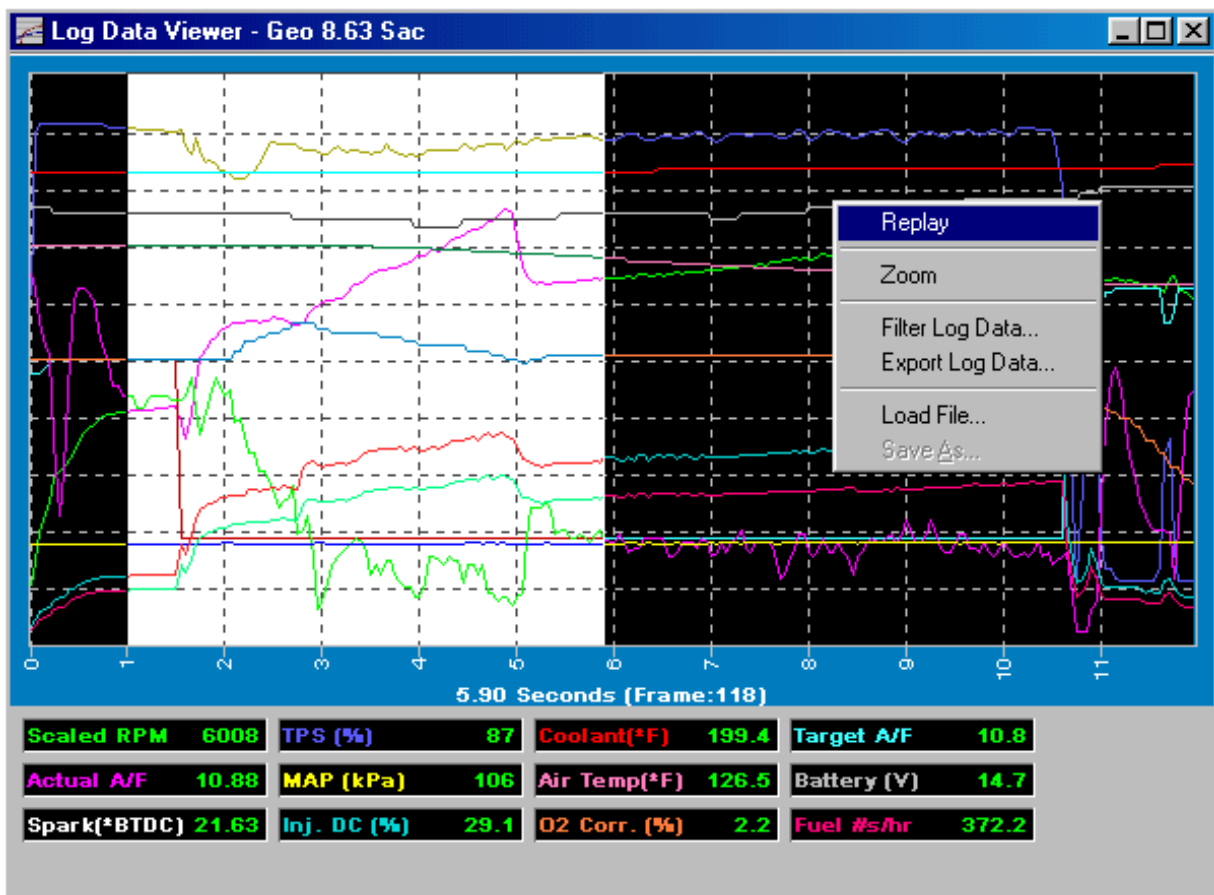 Log Data Viewer - Geo 8.63 Sac
Replay
Zoom
Filter Log Data...
Export Log Data...
Load File...
Save As...
0 1 2 3 4 5 6 7 8 9 10 11
5.90 Seconds (Frame:118)
Scaled RPM 6008 TPS (%) 87 Coolant(*F) 199.4 Target A/F 10.8
Actual A/F 10.88 MAP (kPa) 106 Air Temp(*F) 126.5 Battery (V) 14.7
Spark(*BTDC) 21.63 Inj. DC (%) 29.1 O2 Corr. (%) 2.2 Fuel #s/hr 372.2